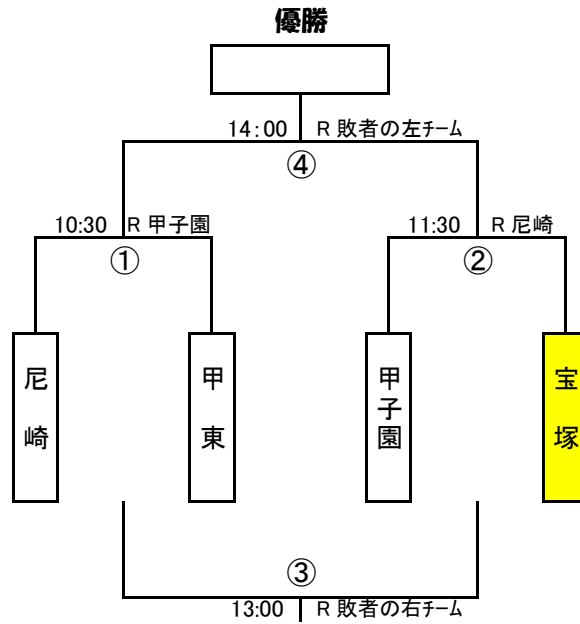 優勝
14:00 R 敗者の左チーム
④
10:30 R 甲子園
①
11:30 R 尼崎
②
尼崎
甲東
甲子園
宝塚
③
13:00 R 敗者の右チーム